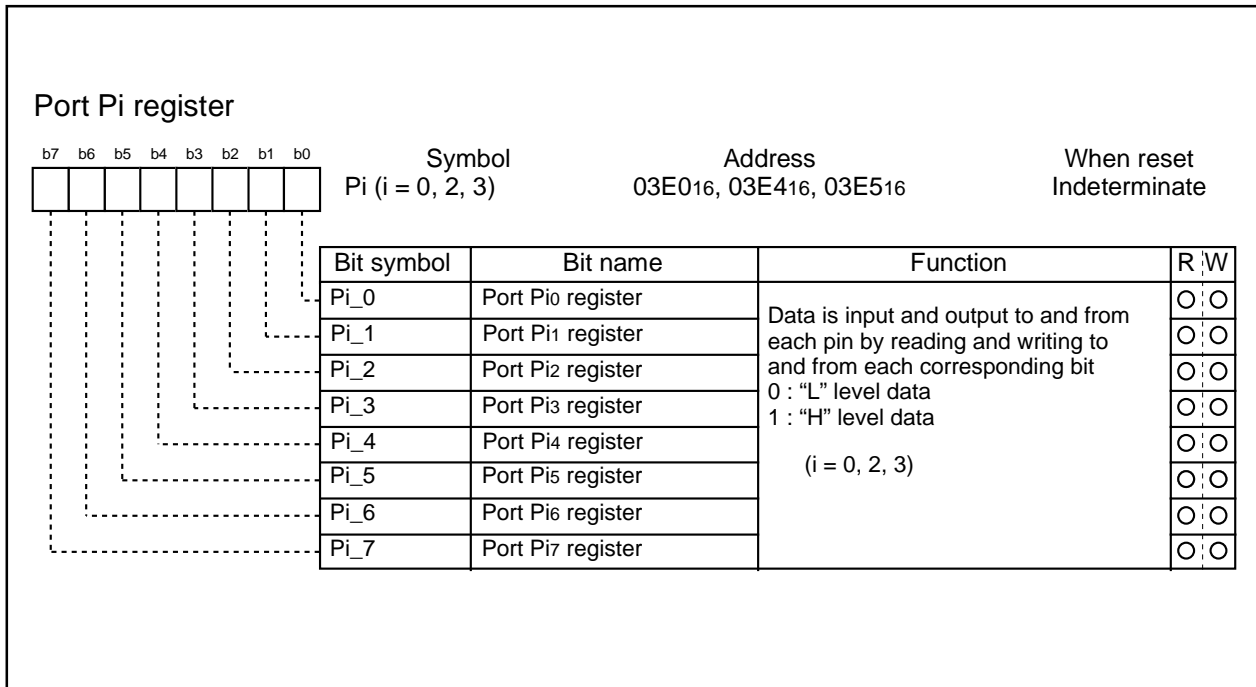 Port Pi register
b7 b6 b5 b4 b3 b2 b1 b0
Symbol Address When reset
Pi (i = 0, 2, 3) 03E016, 03E416, 03E516 Indeterminate
Bit symbol Bit name Function R W
Pi_0 Port Pi0 register
Pi_1 Port Pi1 register
Pi_2 Port Pi2 register
Pi_3 Port Pi3 register
Pi_4 Port Pi4 register
Pi_5 Port Pi5 register
Pi_6 Port Pi6 register
Pi_7 Port Pi7 register
Data is input and output to and from
each pin by reading and writing to
and from each corresponding bit
0 : “L” level data
1 : “H” level data
(i = 0, 2, 3)